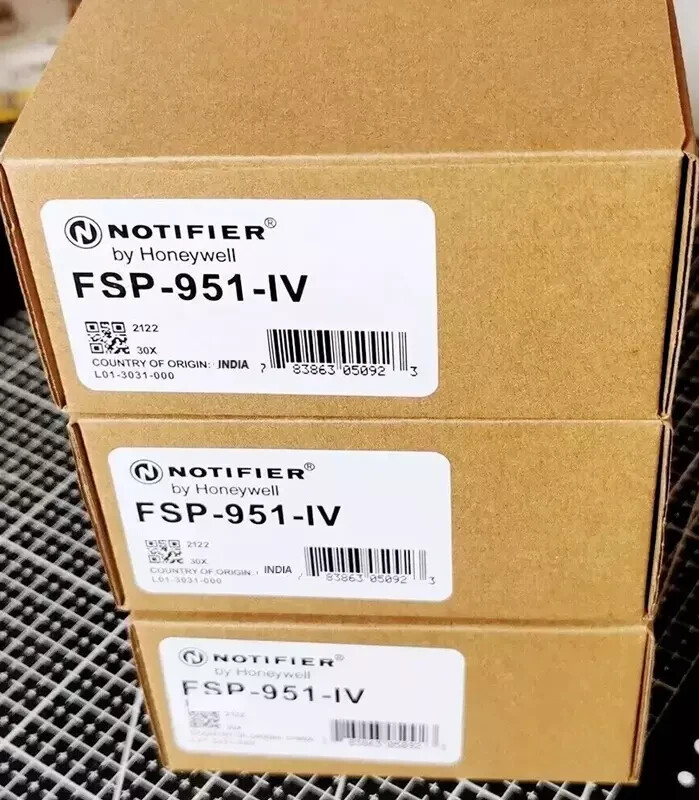 NOTIFIER®
by Honeywell
FSP-951-IV
2122
30X
COUNTRY OF ORIGIN: INDIA
L01-3031-000
7 83863 05092 3
NOTIFIER®
by Honeywell
FSP-951-IV
2122
30X
COUNTRY OF ORIGIN: INDIA
L01-3031-000
7 83863 05092 3
NOTIFIER®
by Honeywell
FSP-951-IV
83863 05092